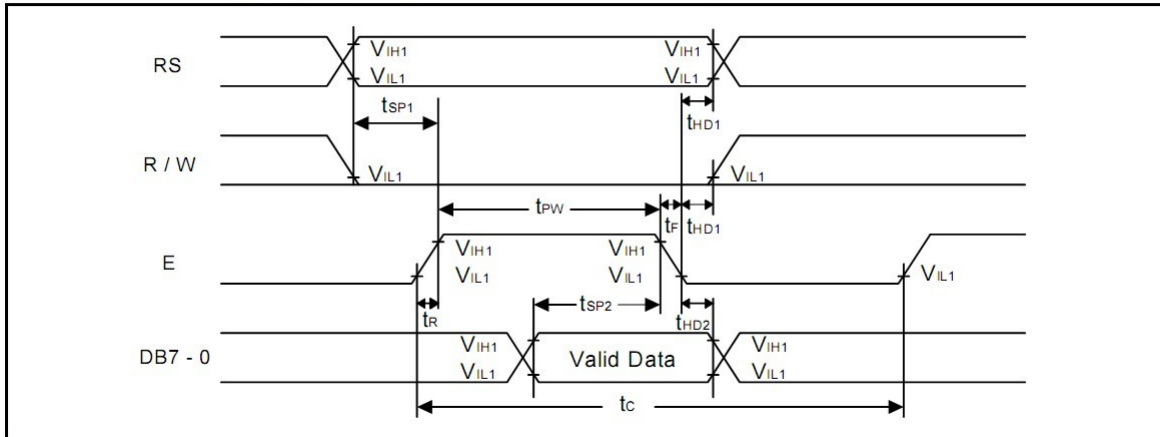 RS VIH1 VIH1
VIL1 VIL1
tSP1 tHD1
R / W VIL1 VIL1
tPW tF tHD1
E VIH1 VIH1
VIL1 VIL1 VIL1
tR tSP2 tHD2
DB7 - 0 VIH1 Valid Data VIH1
VIL1 VIL1
tC